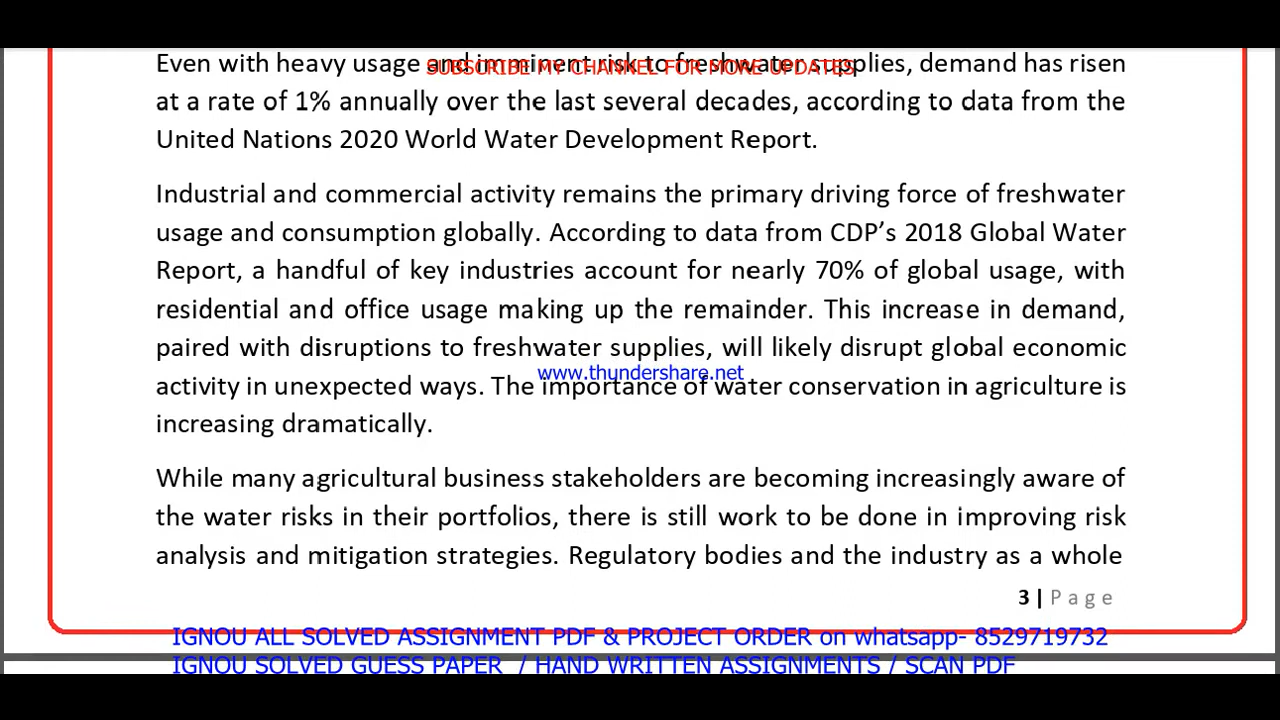 Even with heavy usage and imminent risk to freshwater supplies, demand has risen
SUBSCRIBE MY CHANNEL FOR MORE UPDATES
at a rate of 1% annually over the last several decades, according to data from the
United Nations 2020 World Water Development Report.
Industrial and commercial activity remains the primary driving force of freshwater
usage and consumption globally. According to data from CDP’s 2018 Global Water
Report, a handful of key industries account for nearly 70% of global usage, with
residential and office usage making up the remainder. This increase in demand,
paired with disruptions to freshwater supplies, will likely disrupt global economic
www.thundershare.net
activity in unexpected ways. The importance of water conservation in agriculture is
increasing dramatically.
While many agricultural business stakeholders are becoming increasingly aware of
the water risks in their portfolios, there is still work to be done in improving risk
analysis and mitigation strategies. Regulatory bodies and the industry as a whole
3 | Page
IGNOU ALL SOLVED ASSIGNMENT PDF & PROJECT ORDER on whatsapp- 8529719732
IGNOU SOLVED GUESS PAPER / HAND WRITTEN ASSIGNMENTS / SCAN PDF